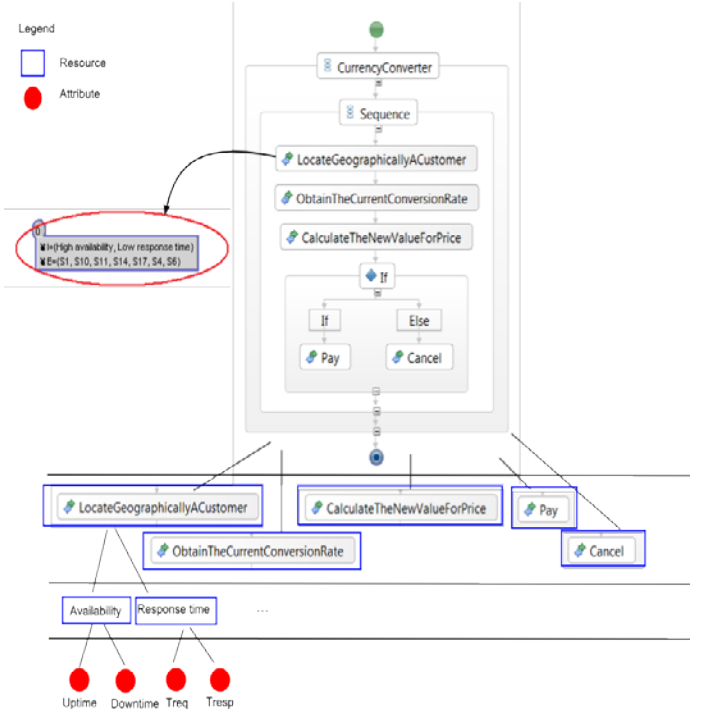 Legend
Resource
Attribute
CurrencyConverter
Sequence
LocateGeographicallyACustomer
ObtainTheCurrentConversionRate
CalculateTheNewValueForPrice
If
If Else
Pay Cancel
I=(High availability, Low response time)
E=(S1, S10, S11, S14, S17, S4, S6)
LocateGeographicallyACustomer CalculateTheNewValueForPrice Pay
ObtainTheCurrentConversionRate Cancel
Availability Response time ...
Uptime Downtime Treq Tresp